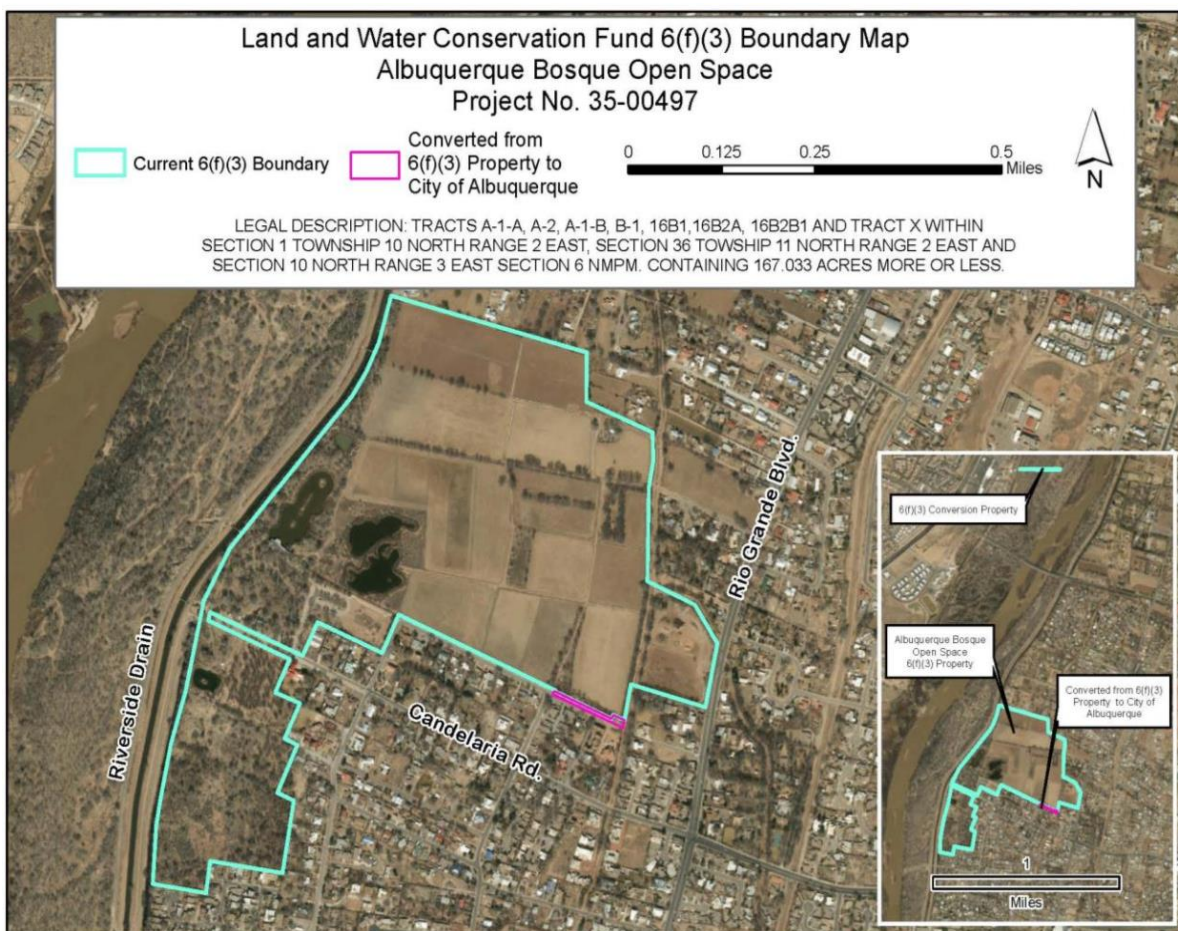 Land and Water Conservation Fund 6(f)(3) Boundary Map
Albuquerque Bosque Open Space
Project No. 35-00497
Current 6(f)(3) Boundary
Converted from
6(f)(3) Property to
City of Albuquerque
0 0.125 0.25 0.5
Miles
N
LEGAL DESCRIPTION: TRACTS A-1-A, A-2, A-1-B, B-1, 16B1,16B2A, 16B2B1 AND TRACT X WITHIN
SECTION 1 TOWNSHIP 10 NORTH RANGE 2 EAST, SECTION 36 TOWSHIP 11 NORTH RANGE 2 EAST AND
SECTION 10 NORTH RANGE 3 EAST SECTION 6 NMPM. CONTAINING 167.033 ACRES MORE OR LESS.
Rio Grande Blvd.
Riverside Drain
Candelaria Rd.
6(f)(3) Conversion Property
Albuquerque Bosque
Open Space
6(f)(3) Property
Converted from 6(f)(3)
Property to City of
Albuquerque
1
Miles